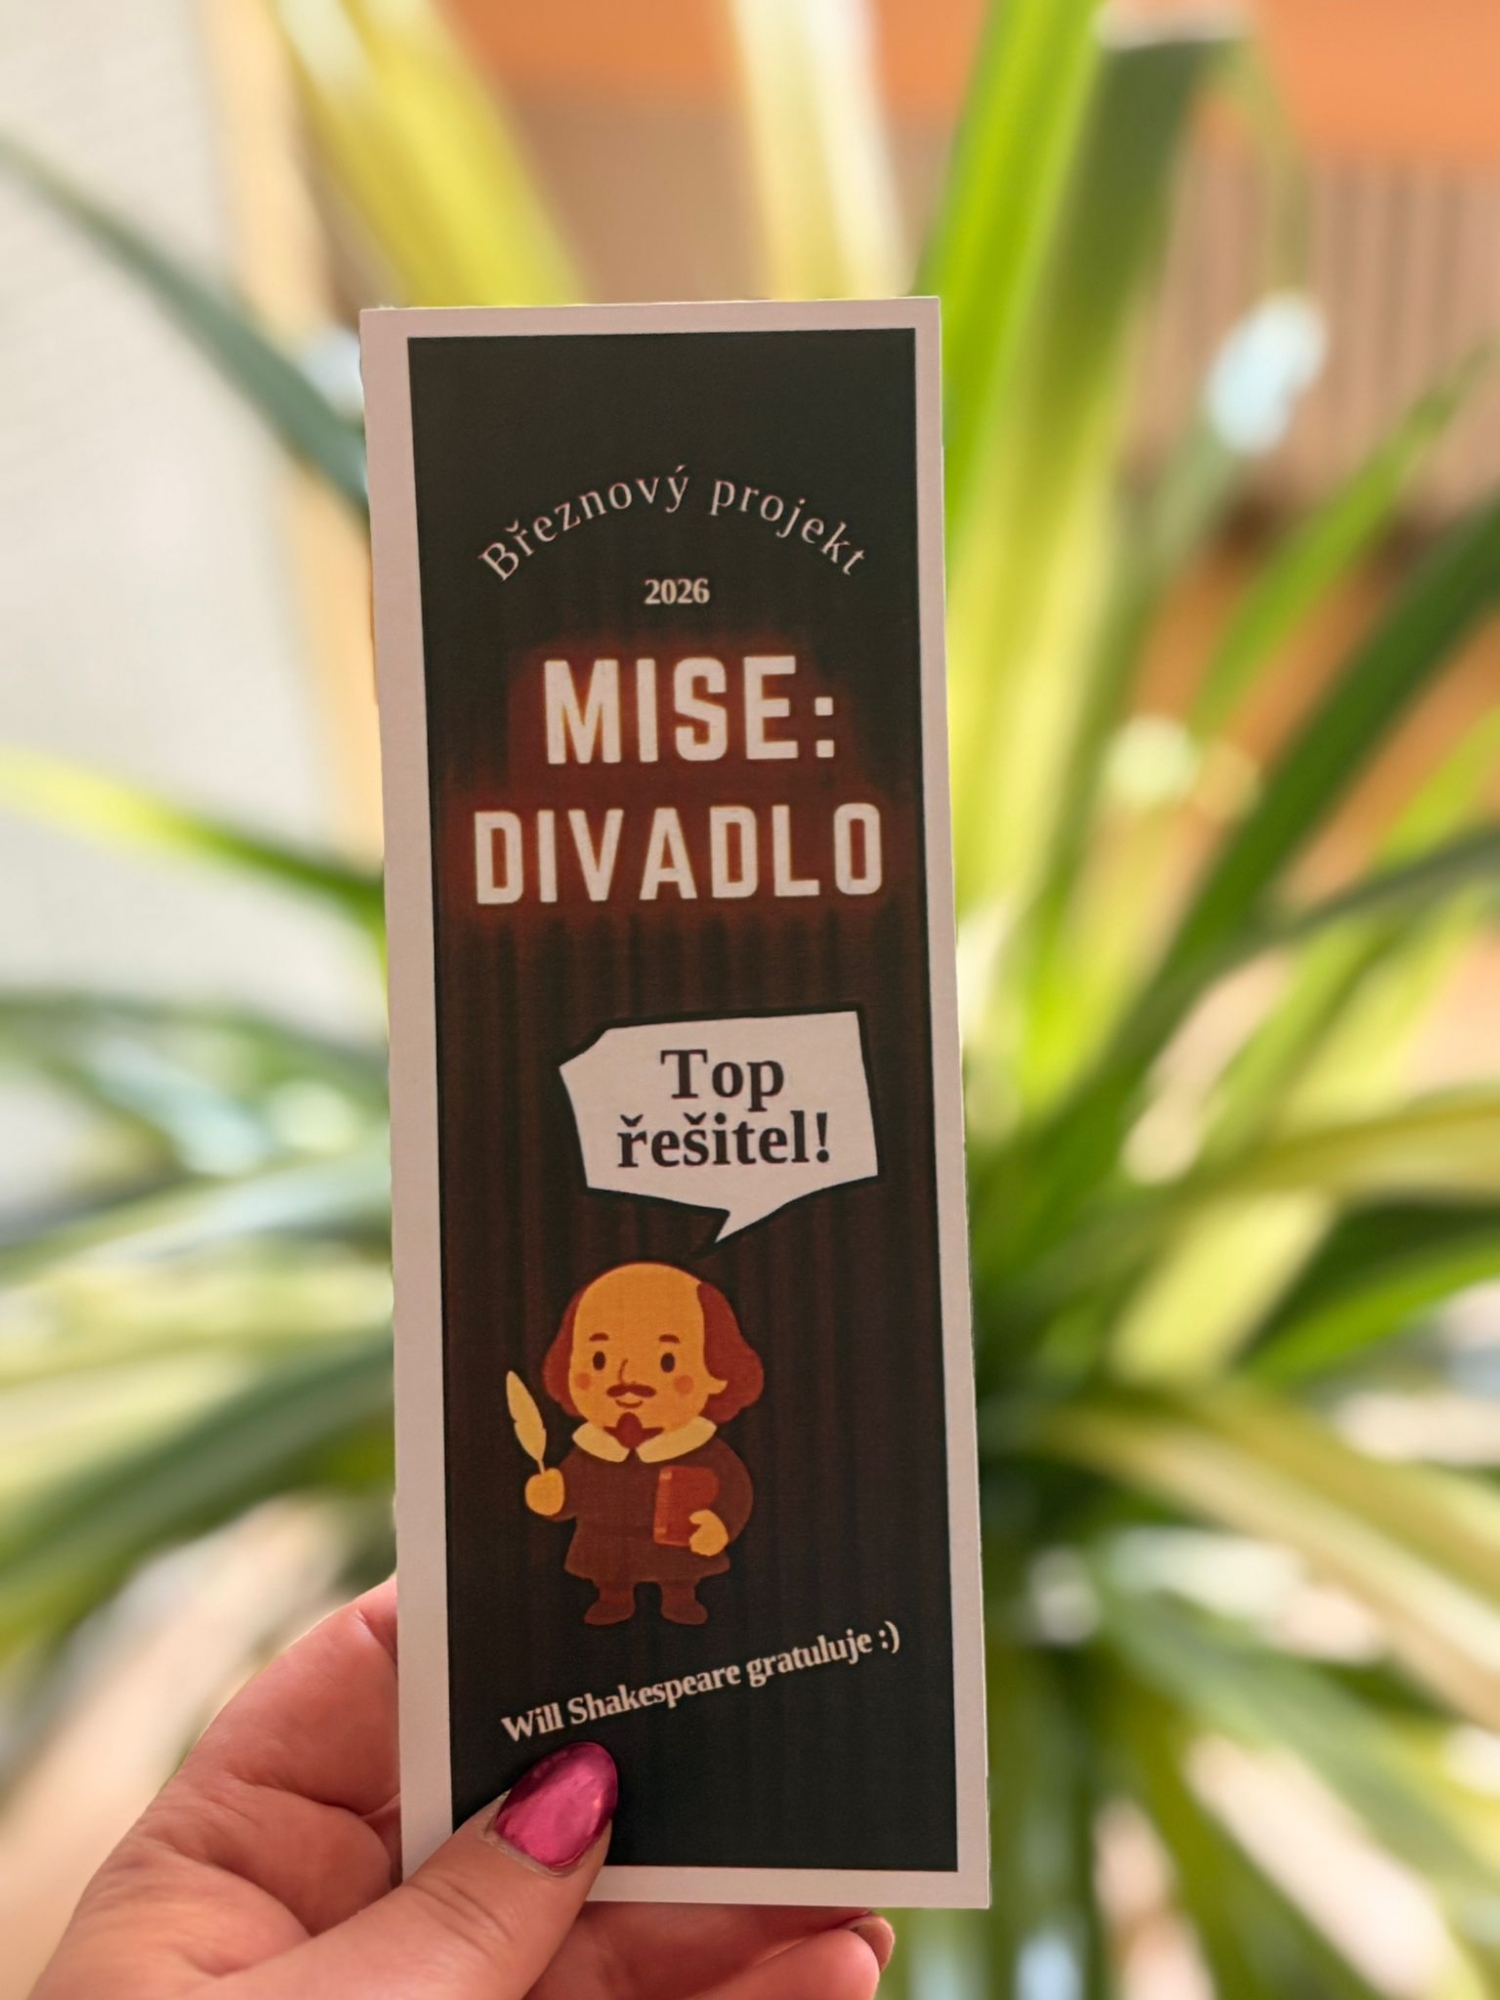 Březnový projekt
2026
MISE:
DIVADLO
Top
řešitel!
Will Shakespeare gratuluje :)